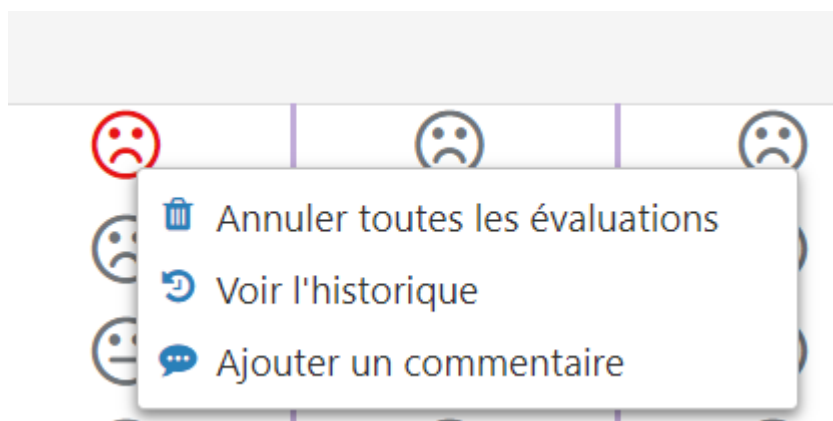 Annuler toutes les évaluations
Voir l'historique
Ajouter un commentaire